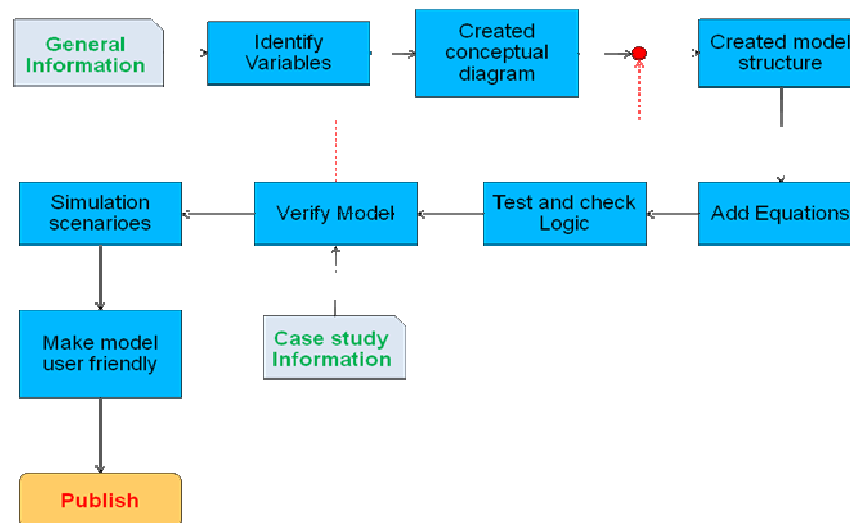 General
Information
Identify
Variables
Created
conceptual
diagram
Created model
structure
Simulation
scenarioes
Verify Model
Test and check
Logic
Add Equations
Make model
user friendly
Case study
Information
Publish